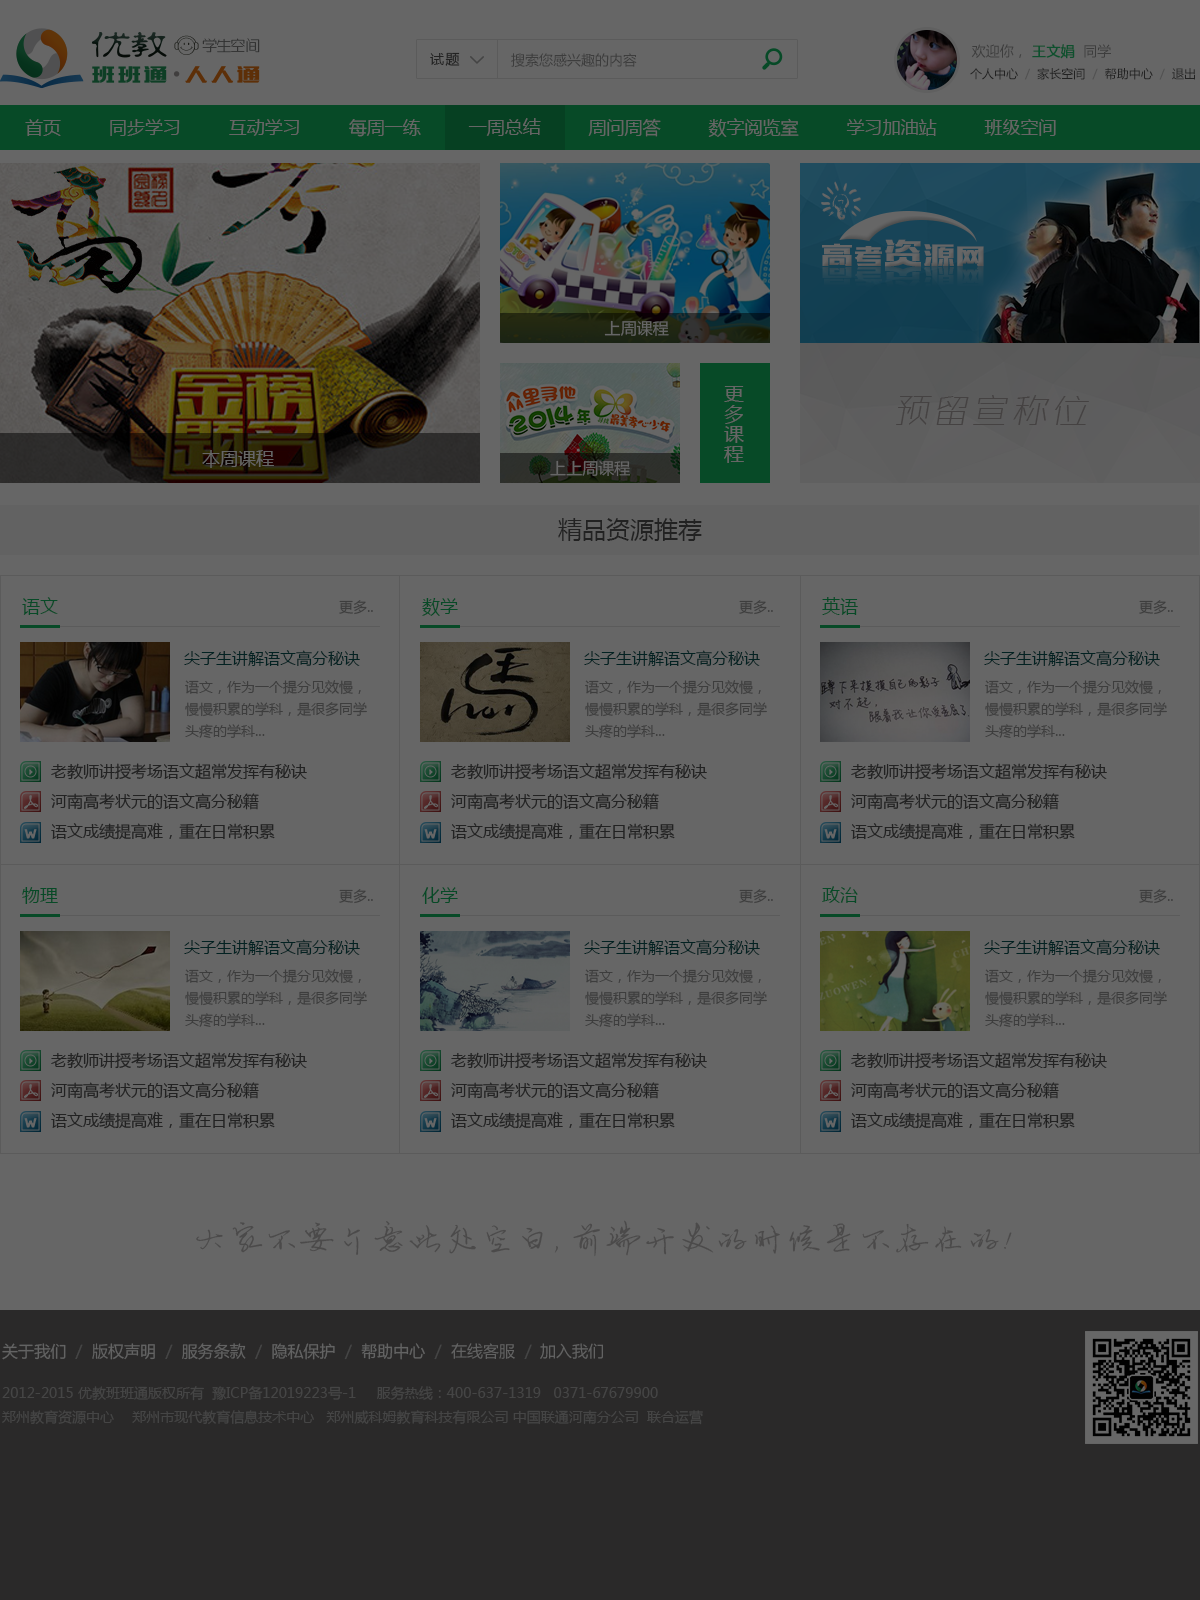 优教 学生空间
班班通·人人通
试题 搜索您感兴趣的内容
欢迎你， 王文娟 同学
个人中心 / 家长空间 / 帮助中心 / 退出
首页 同步学习 互动学习 每周一练 一周总结 周问周答 数字阅览室 学习加油站 班级空间
高考
金榜题名
本周课程
上周课程
众里寻他
2014年
上上周课程
更多课程
高考资源网
预留宣称位
精品资源推荐
语文 更多..
尖子生讲解语文高分秘诀
语文，作为一个提分见效慢，
慢慢积累的学科，是很多同学
头疼的学科...
老教师讲授考场语文超常发挥有秘诀
河南高考状元的语文高分秘籍
语文成绩提高难，重在日常积累
数学 更多..
尖子生讲解语文高分秘诀
语文，作为一个提分见效慢，
慢慢积累的学科，是很多同学
头疼的学科...
老教师讲授考场语文超常发挥有秘诀
河南高考状元的语文高分秘籍
语文成绩提高难，重在日常积累
英语 更多..
蹲下来摸摸自己的影子
对不起，
跟着我让你受委屈了.
尖子生讲解语文高分秘诀
语文，作为一个提分见效慢，
慢慢积累的学科，是很多同学
头疼的学科...
老教师讲授考场语文超常发挥有秘诀
河南高考状元的语文高分秘籍
语文成绩提高难，重在日常积累
物理 更多..
尖子生讲解语文高分秘诀
语文，作为一个提分见效慢，
慢慢积累的学科，是很多同学
头疼的学科...
老教师讲授考场语文超常发挥有秘诀
河南高考状元的语文高分秘籍
语文成绩提高难，重在日常积累
化学 更多..
尖子生讲解语文高分秘诀
语文，作为一个提分见效慢，
慢慢积累的学科，是很多同学
头疼的学科...
老教师讲授考场语文超常发挥有秘诀
河南高考状元的语文高分秘籍
语文成绩提高难，重在日常积累
政治 更多..
尖子生讲解语文高分秘诀
语文，作为一个提分见效慢，
慢慢积累的学科，是很多同学
头疼的学科...
老教师讲授考场语文超常发挥有秘诀
河南高考状元的语文高分秘籍
语文成绩提高难，重在日常积累
大家不要介意此处空白，前端开发的时候是不存在的！
关于我们 / 版权声明 / 服务条款 / 隐私保护 / 帮助中心 / 在线客服 / 加入我们
2012-2015 优教班班通版权所有 豫ICP备12019223号-1 服务热线：400-637-1319 0371-67679900
郑州教育资源中心 郑州市现代教育信息技术中心 郑州威科姆教育科技有限公司 中国联通河南分公司 联合运营